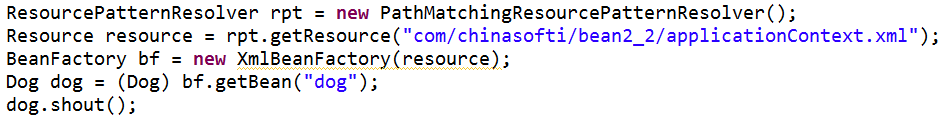 ResourcePatternResolver rpt = new PathMatchingResourcePatternResolver();
Resource resource = rpt.getResource("com/chinasofti/bean2_2/applicationContext.xml");
BeanFactory bf = new XmlBeanFactory(resource);
Dog dog = (Dog) bf.getBean("dog");
dog.shout();